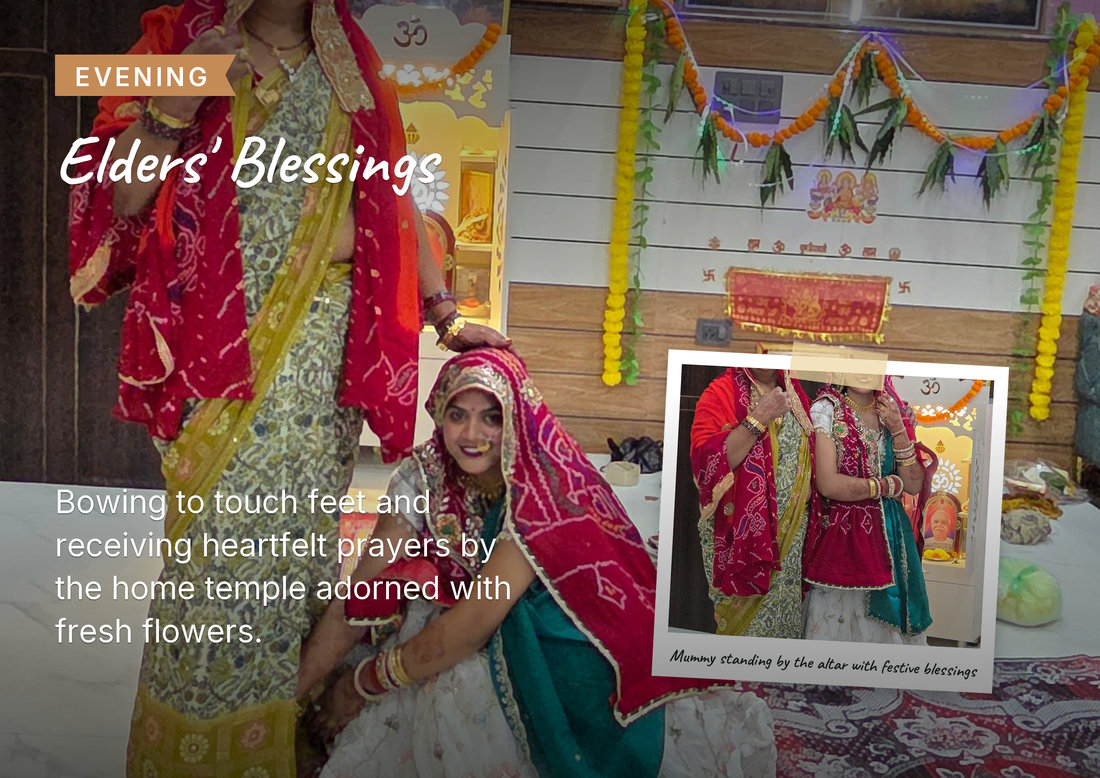 EVENING
Elders' Blessings
ॐ
Bowing to touch feet and
receiving heartfelt prayers by
the home temple adorned with
fresh flowers.
ॐ
Mummy standing by the altar with festive blessings